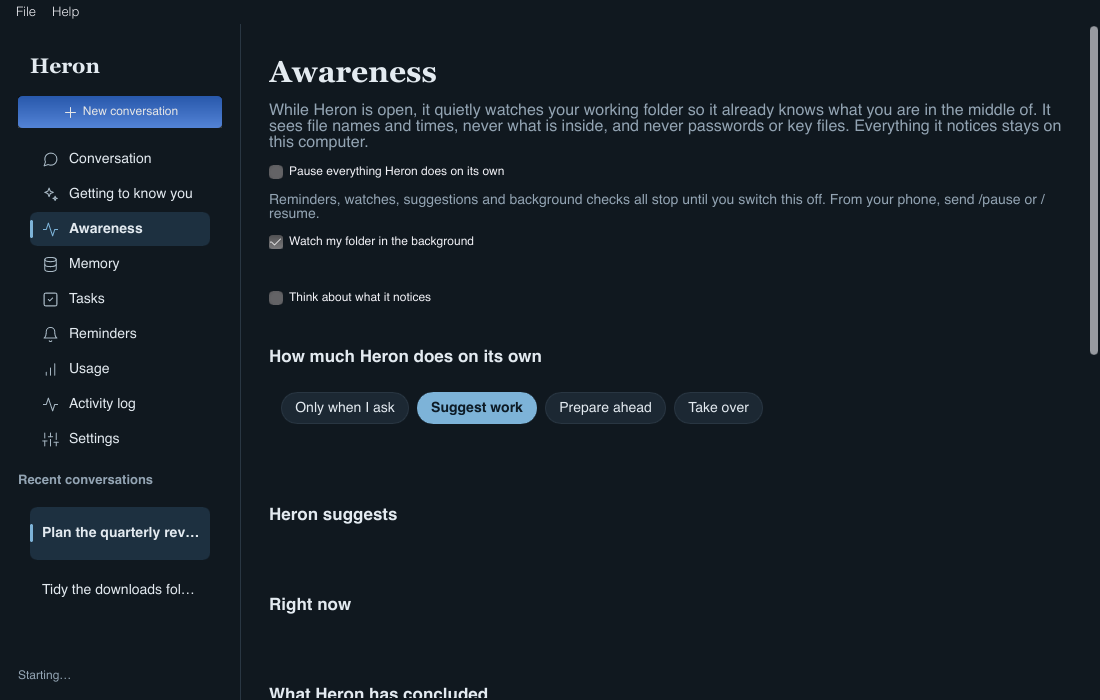 File Help
Heron
New conversation
Conversation
Getting to know you
Awareness
Memory
Tasks
Reminders
Usage
Activity log
Settings
Recent conversations
Plan the quarterly rev…
Tidy the downloads fol…
Starting…
Awareness
While Heron is open, it quietly watches your working folder so it already knows what you are in the middle of. It
sees file names and times, never what is inside, and never passwords or key files. Everything it notices stays on
this computer.
Pause everything Heron does on its own
Reminders, watches, suggestions and background checks all stop until you switch this off. From your phone, send /pause or /
resume.
Watch my folder in the background
Think about what it notices
How much Heron does on its own
Only when I ask Suggest work Prepare ahead Take over
Heron suggests
Right now
What Heron has concluded